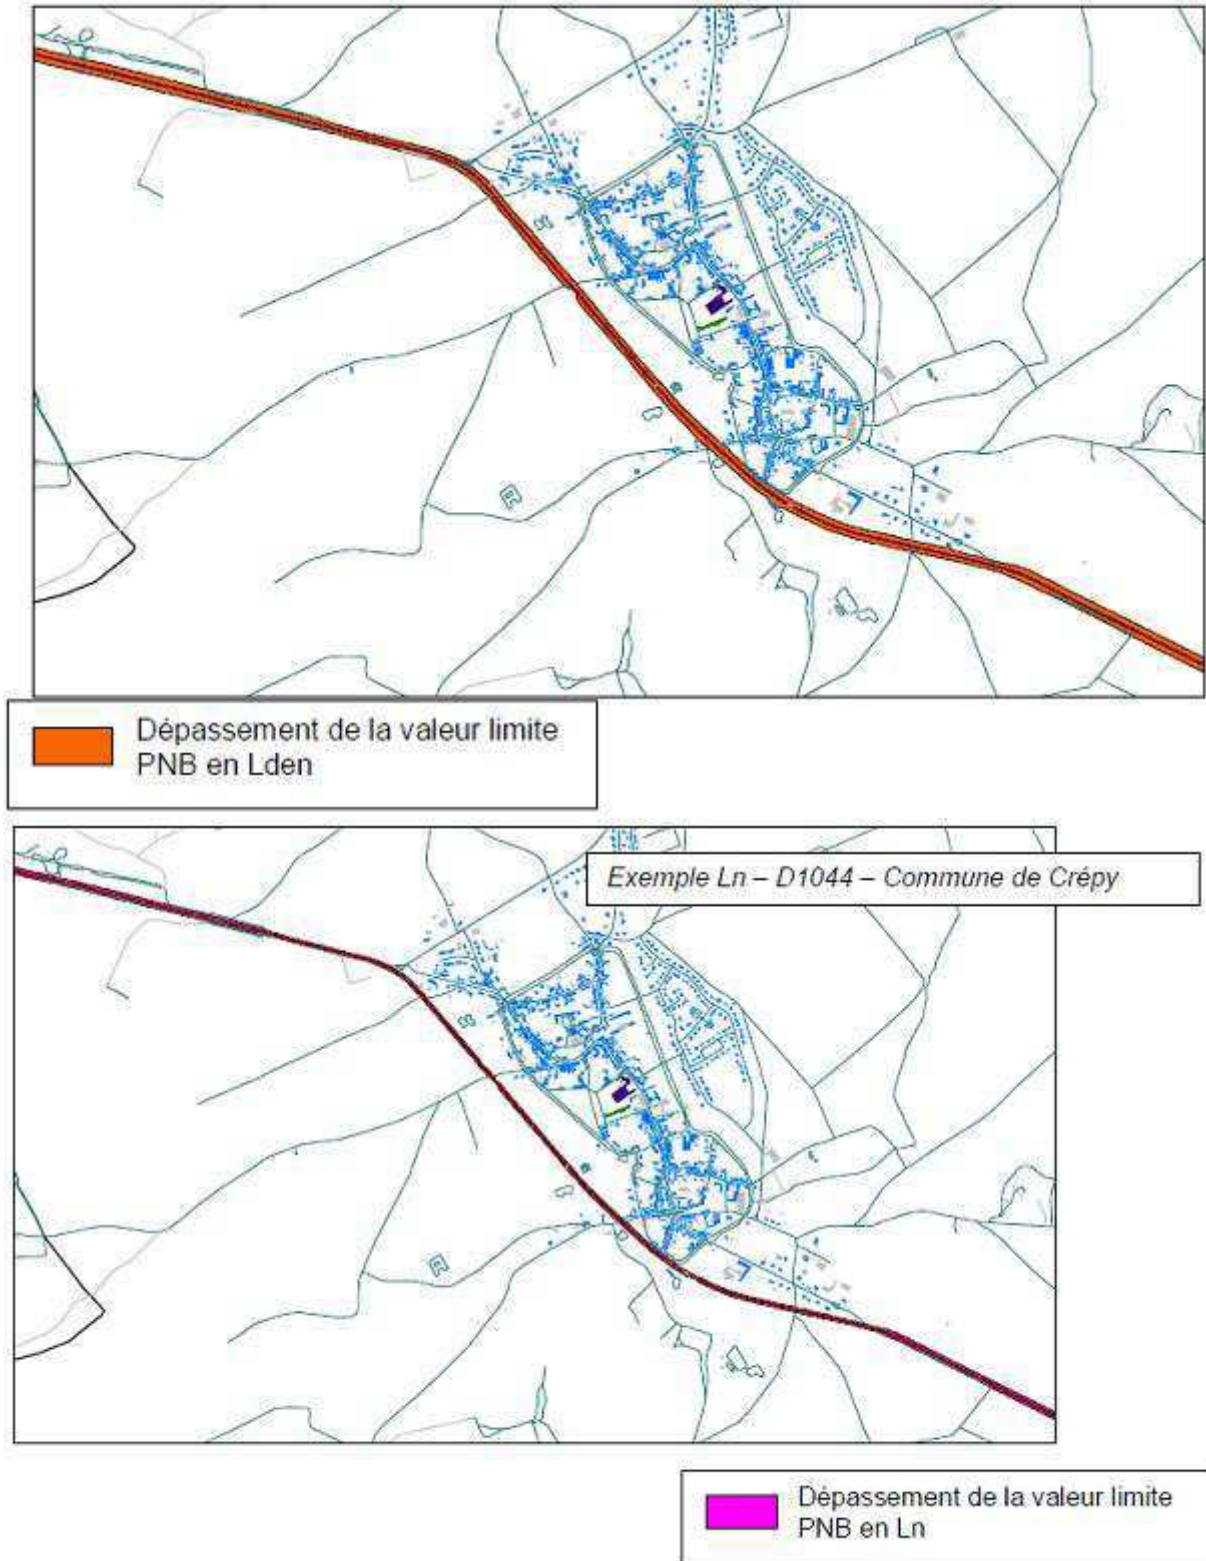 Dépassement de la valeur limite
PNB en Lden
Exemple Ln – D1044 – Commune de Crépy
Dépassement de la valeur limite
PNB en Ln